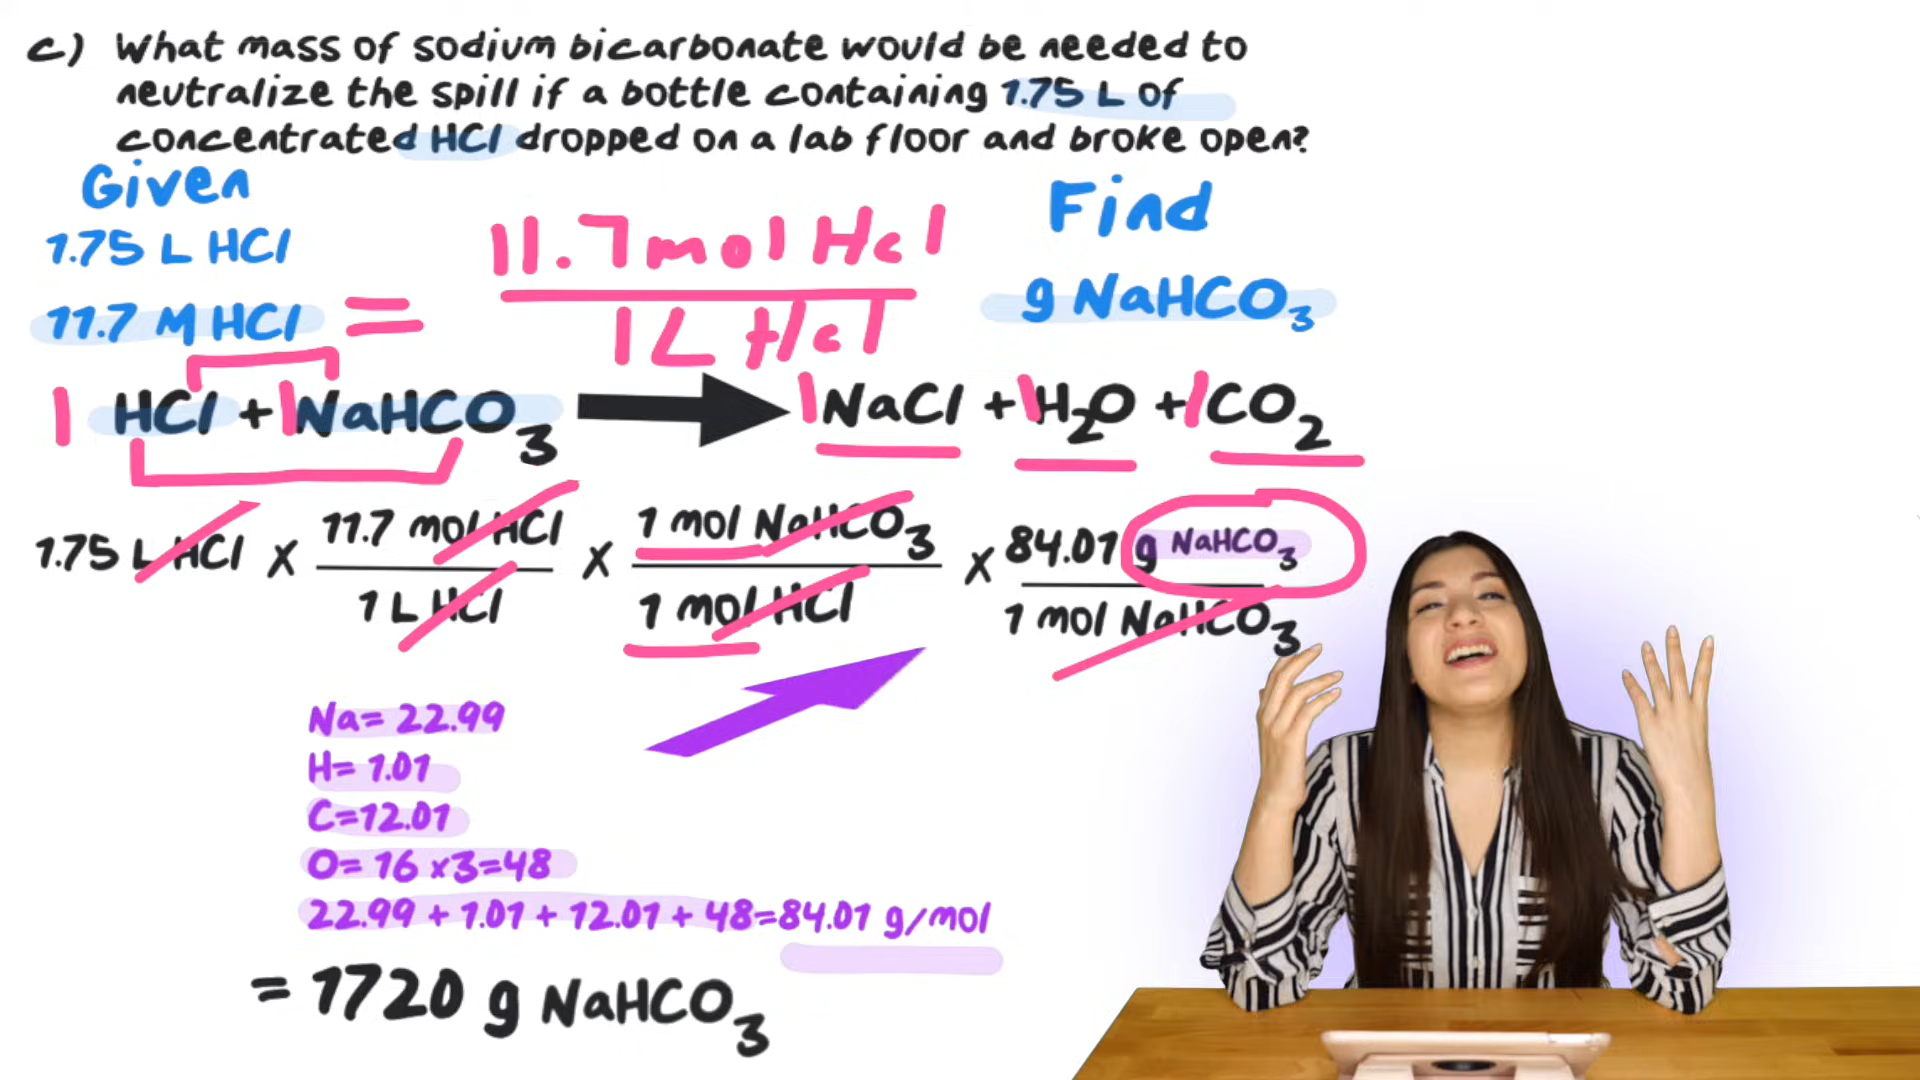 c) What mass of sodium bicarbonate would be needed to
neutralize the spill if a bottle containing 1.75 L of
concentrated HCl dropped on a lab floor and broke open?
Given
1.75 L HCl
11.7 M HCl =
11.7 mol HCl
1 L HCl
Find
g NaHCO₃
1 HCl + 1 NaHCO₃ → 1 NaCl + 1 H₂O + 1 CO₂
1.75 L HCl x 11.7 mol HCl / 1 L HCl x 1 mol NaHCO₃ / 1 mol HCl x 84.01 g NaHCO₃ / 1 mol NaHCO₃
Na= 22.99
H= 1.01
C=12.01
O= 16 x3=48
22.99 + 1.01 + 12.01 + 48=84.01 g/mol
= 1720 g NaHCO₃